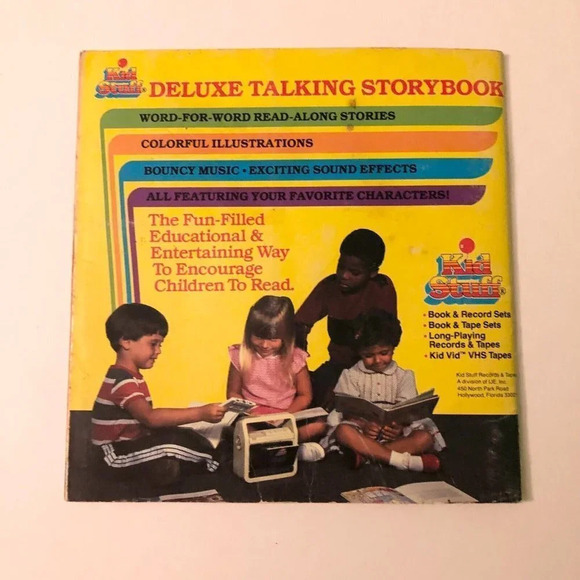 Kid Stuff®
DELUXE TALKING STORYBOOK
WORD-FOR-WORD READ-ALONG STORIES
COLORFUL ILLUSTRATIONS
BOUNCY MUSIC • EXCITING SOUND EFFECTS
ALL FEATURING YOUR FAVORITE CHARACTERS!
The Fun-Filled
Educational &
Entertaining Way
To Encourage
Children To Read.
Kid
Stuff®
• Book & Record Sets
• Book & Tape Sets
• Long-Playing
Records & Tapes
• Kid Vid™ VHS Tapes
Kid Stuff Records & Tape
A division of IJE, Inc.
450 North Park Road
Hollywood, Florida